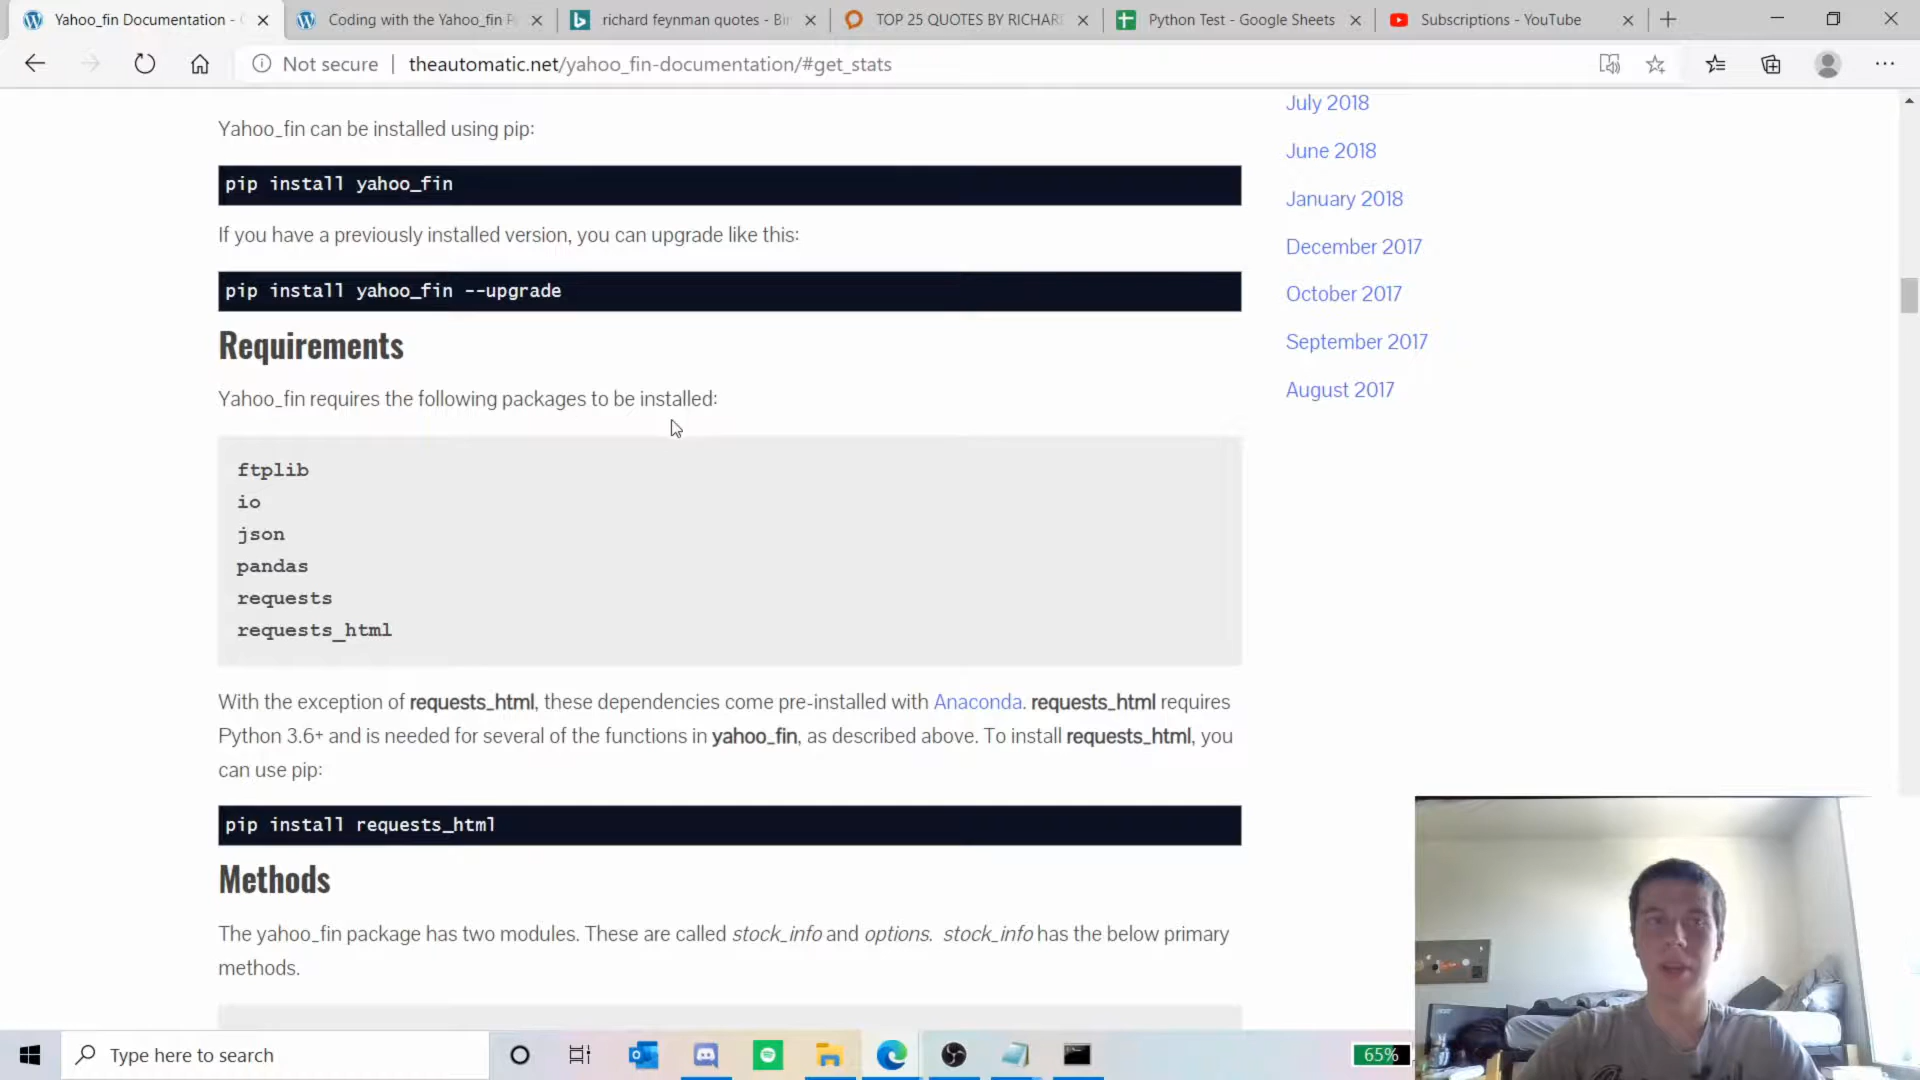 Yahoo_fin Documentation -
Coding with the Yahoo_fin P
richard feynman quotes - Bi
TOP 25 QUOTES BY RICHAR
Python Test - Google Sheets
Subscriptions - YouTube
Not secure
theautomatic.net/yahoo_fin-documentation/#get_stats
Yahoo_fin can be installed using pip:
pip install yahoo_fin
If you have a previously installed version, you can upgrade like this:
pip install yahoo_fin --upgrade
Requirements
Yahoo_fin requires the following packages to be installed:
ftplib
io
json
pandas
requests
requests_html
With the exception of requests_html, these dependencies come pre-installed with Anaconda. requests_html requires
Python 3.6+ and is needed for several of the functions in yahoo_fin, as described above. To install requests_html, you
can use pip:
pip install requests_html
Methods
The yahoo_fin package has two modules. These are called stock_info and options. stock_info has the below primary
methods.
July 2018
June 2018
January 2018
December 2017
October 2017
September 2017
August 2017
Type here to search
65%